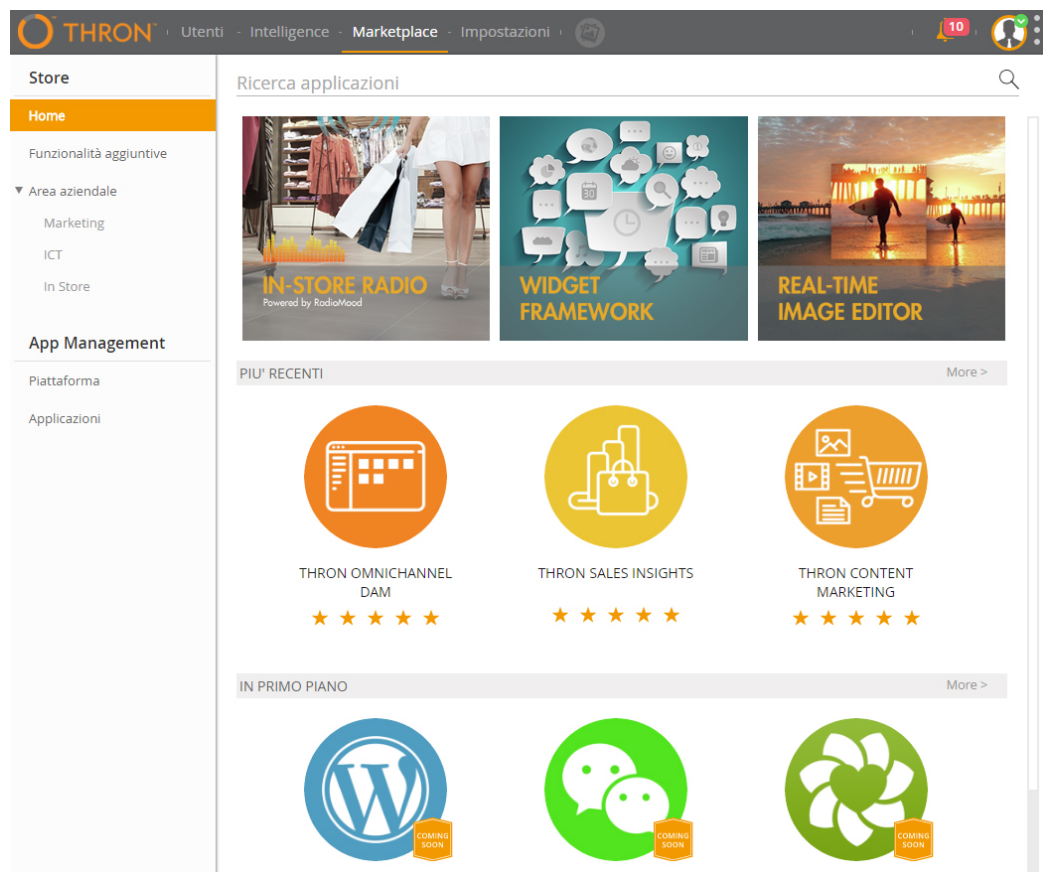 THRON™
Utenti - Intelligence - Marketplace - Impostazioni
10
Store
Home
Funzionalità aggiuntive
Area aziendale
Marketing
ICT
In Store
App Management
Piattaforma
Applicazioni
Ricerca applicazioni
IN-STORE RADIO
Powered by RadioMood
30
WIDGET
FRAMEWORK
REAL-TIME
IMAGE EDITOR
PIU' RECENTI
More >
THRON OMNICHANNEL
DAM
THRON SALES INSIGHTS
THRON CONTENT
MARKETING
IN PRIMO PIANO
More >
W
COMING
SOON
COMING
SOON
COMING
SOON